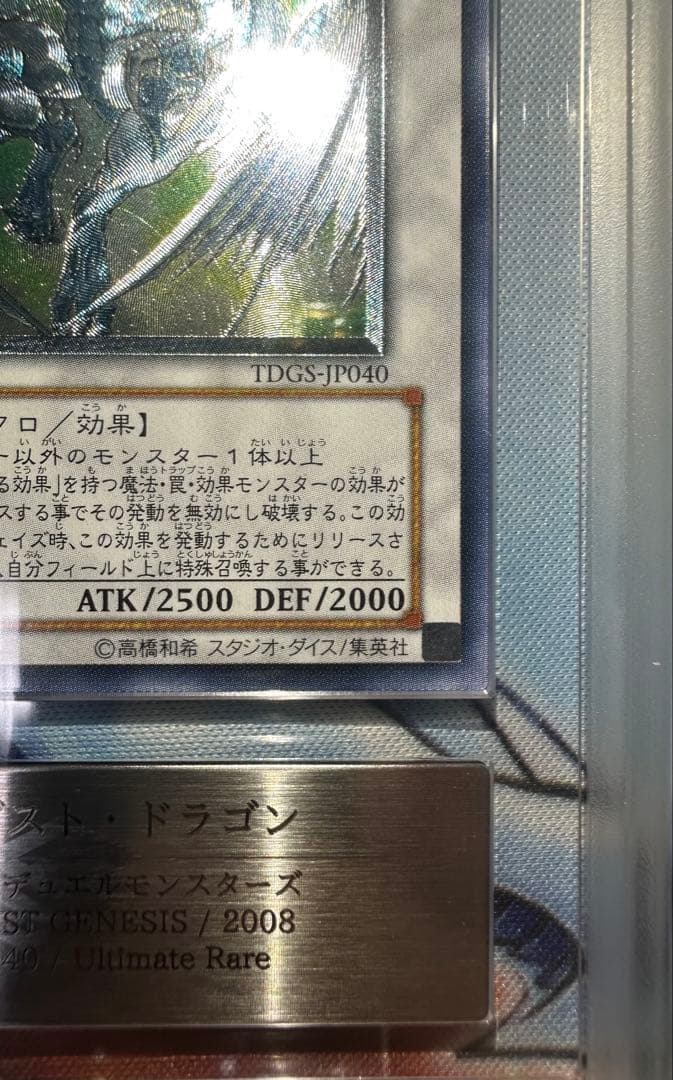 TDGS-JP040
クロ／効果】
ー以外のモンスター１体以上
る効果」を持つ魔法・罠・効果モンスターの効果が
スする事でその発動を無効にし破壊する。この効
ェイズ時、この効果を発動するためにリリースさ
、自分フィールド上に特殊召喚する事ができる。
ATK/2500 DEF/2000
©高橋和希 スタジオ・ダイス/集英社
スト・ドラゴン
デュエルモンスターズ
ST GENESIS / 2008
40 / Ultimate Rare